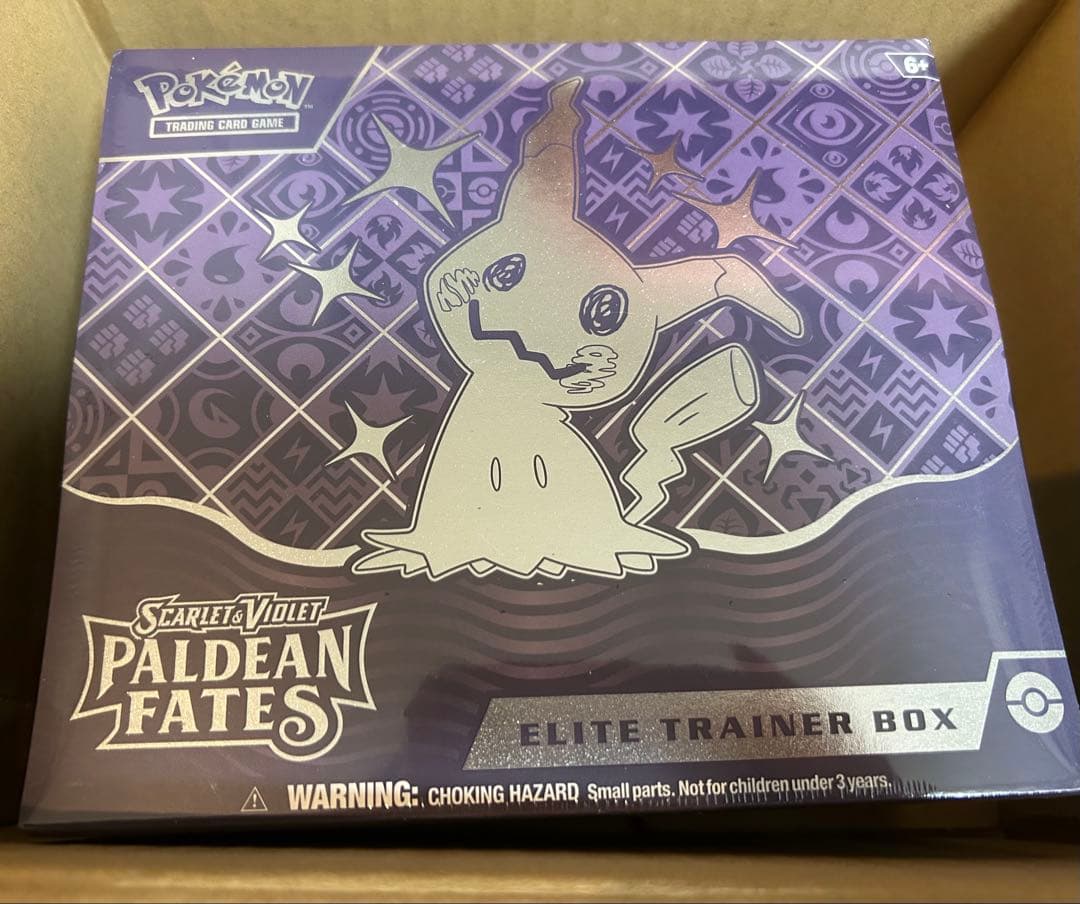 POKéMON™
TRADING CARD GAME
6+
SCARLET & VIOLET
PALDEAN
FATES
ELITE TRAINER BOX
⚠ WARNING: CHOKING HAZARD Small parts. Not for children under 3 years.